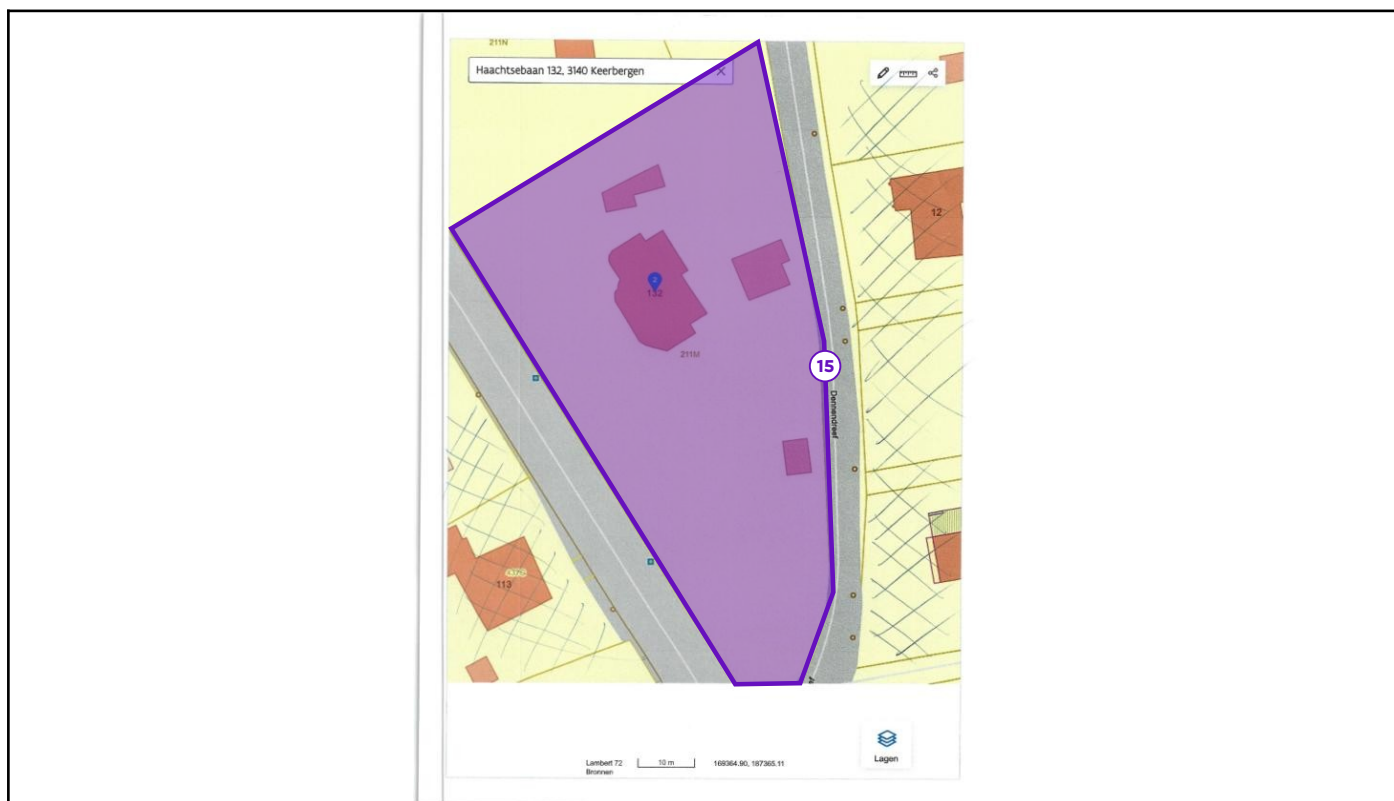 211N
Haachtsebaan 132, 3140 Keerbergen
12
2
132
211M
15
Dennendreef
113
Lambert 72
10 m
169364.90, 187365.11
Bronnen
Lagen